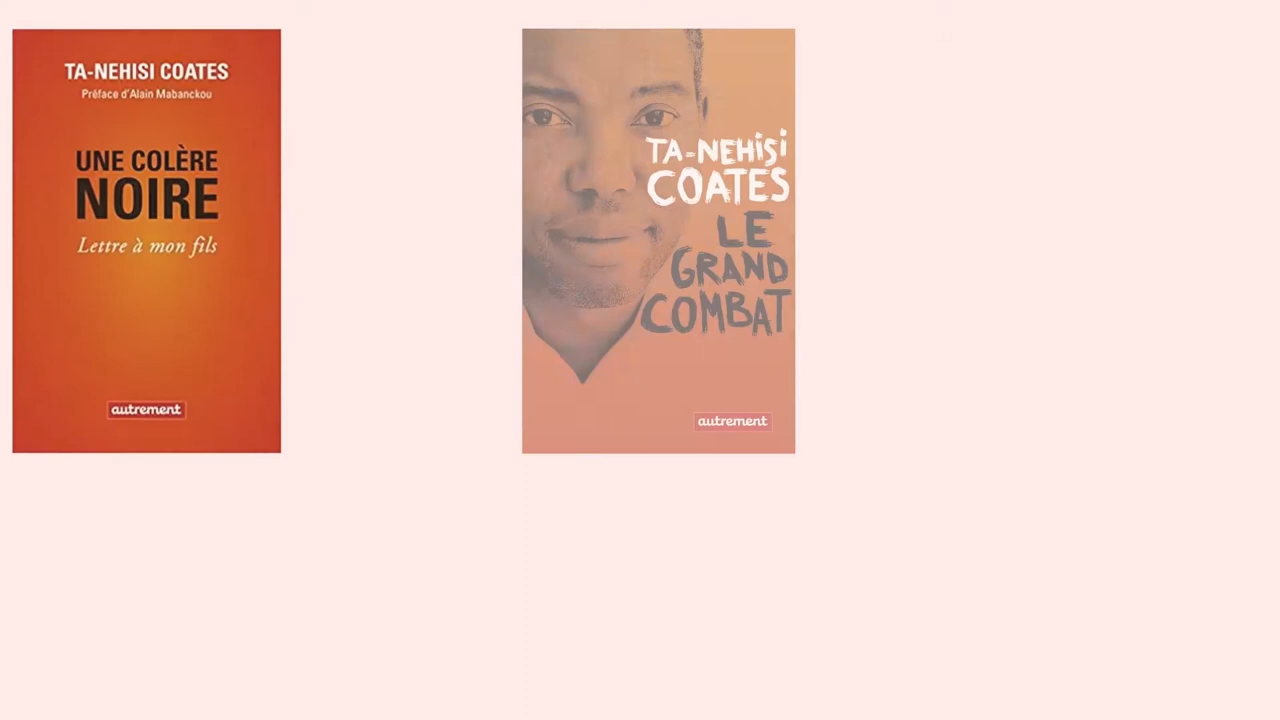 TA-NEHISI COATES
Préface d'Alain Mabanckou
UNE COLÈRE
NOIRE
Lettre à mon fils
autrement
TA-NEHiSi
COATES
LE
GRAND
COMBAT
autrement